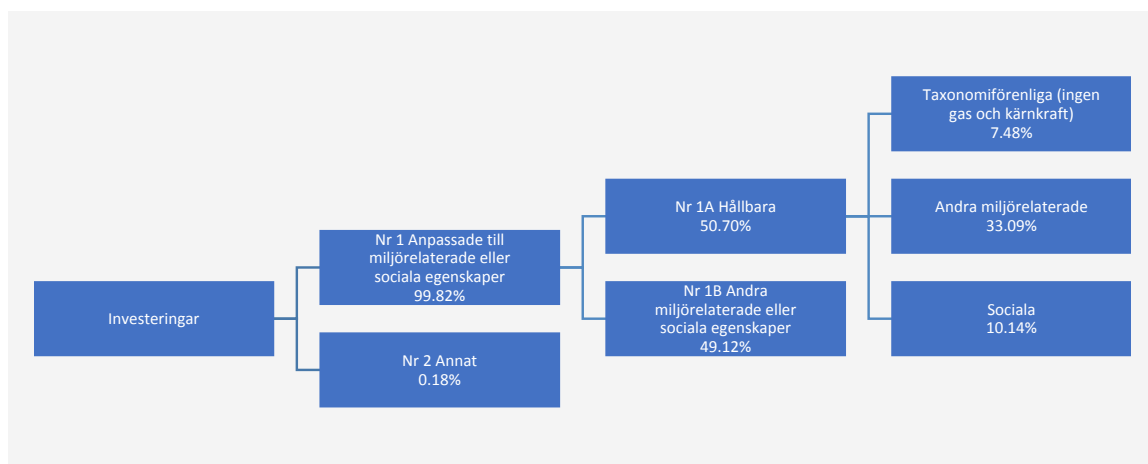 Investeringar
Nr 1 Anpassade till
miljörelaterade eller
sociala egenskaper
99.82%
Nr 2 Annat
0.18%
Nr 1A Hållbara
50.70%
Nr 1B Andra
miljörelaterade eller
sociala egenskaper
49.12%
Taxonomiförenliga (ingen
gas och kärnkraft)
7.48%
Andra miljörelaterade
33.09%
Sociala
10.14%